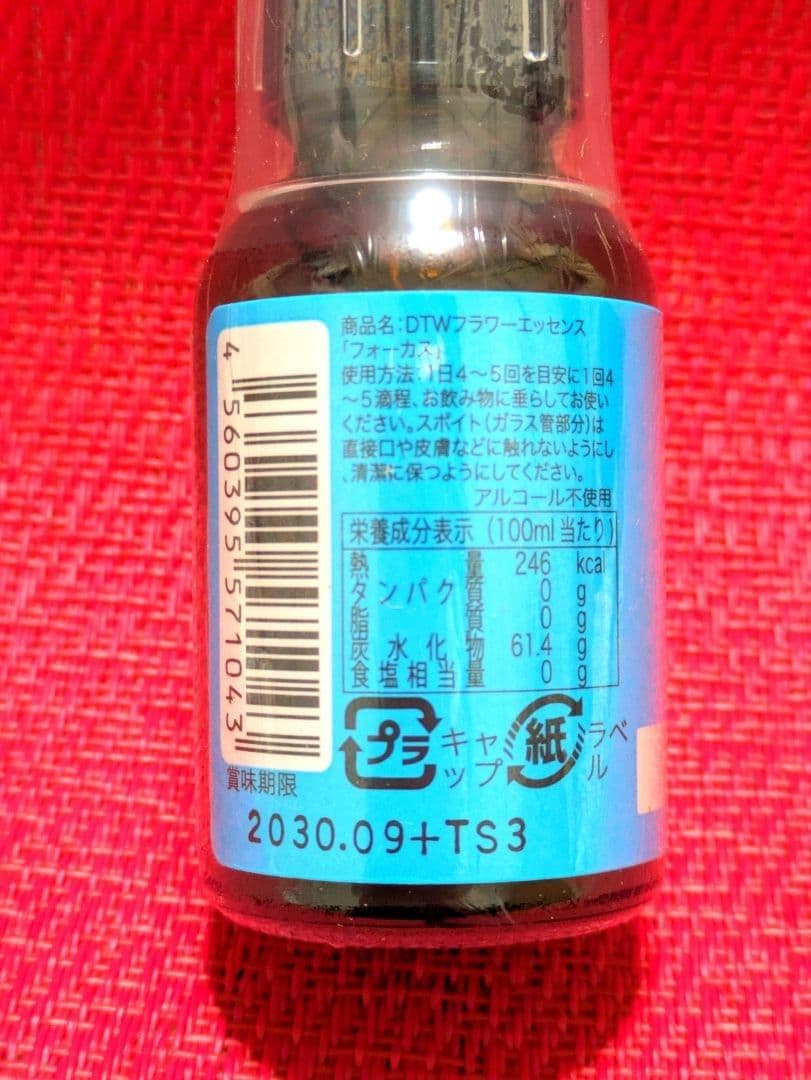 商品名:DTWフラワーエッセンス
「フォーカス」
使用方法:1日4~5回を目安に1回4
~5滴程、お飲み物に垂らしてお使い
ください。スポイト(ガラス管部分)は
直接口や皮膚などに触れないようにし
、清潔に保つようにしてください。
アルコール不使用
栄養成分表示(100ml当たり)
熱量 246 kcal
タンパク質 0 g
脂質 0 g
炭水化物 61.4 g
食塩相当量 0 g
プラ キャップ 紙 ラベル
4 560395 571043
賞味期限
2030.09+TS3